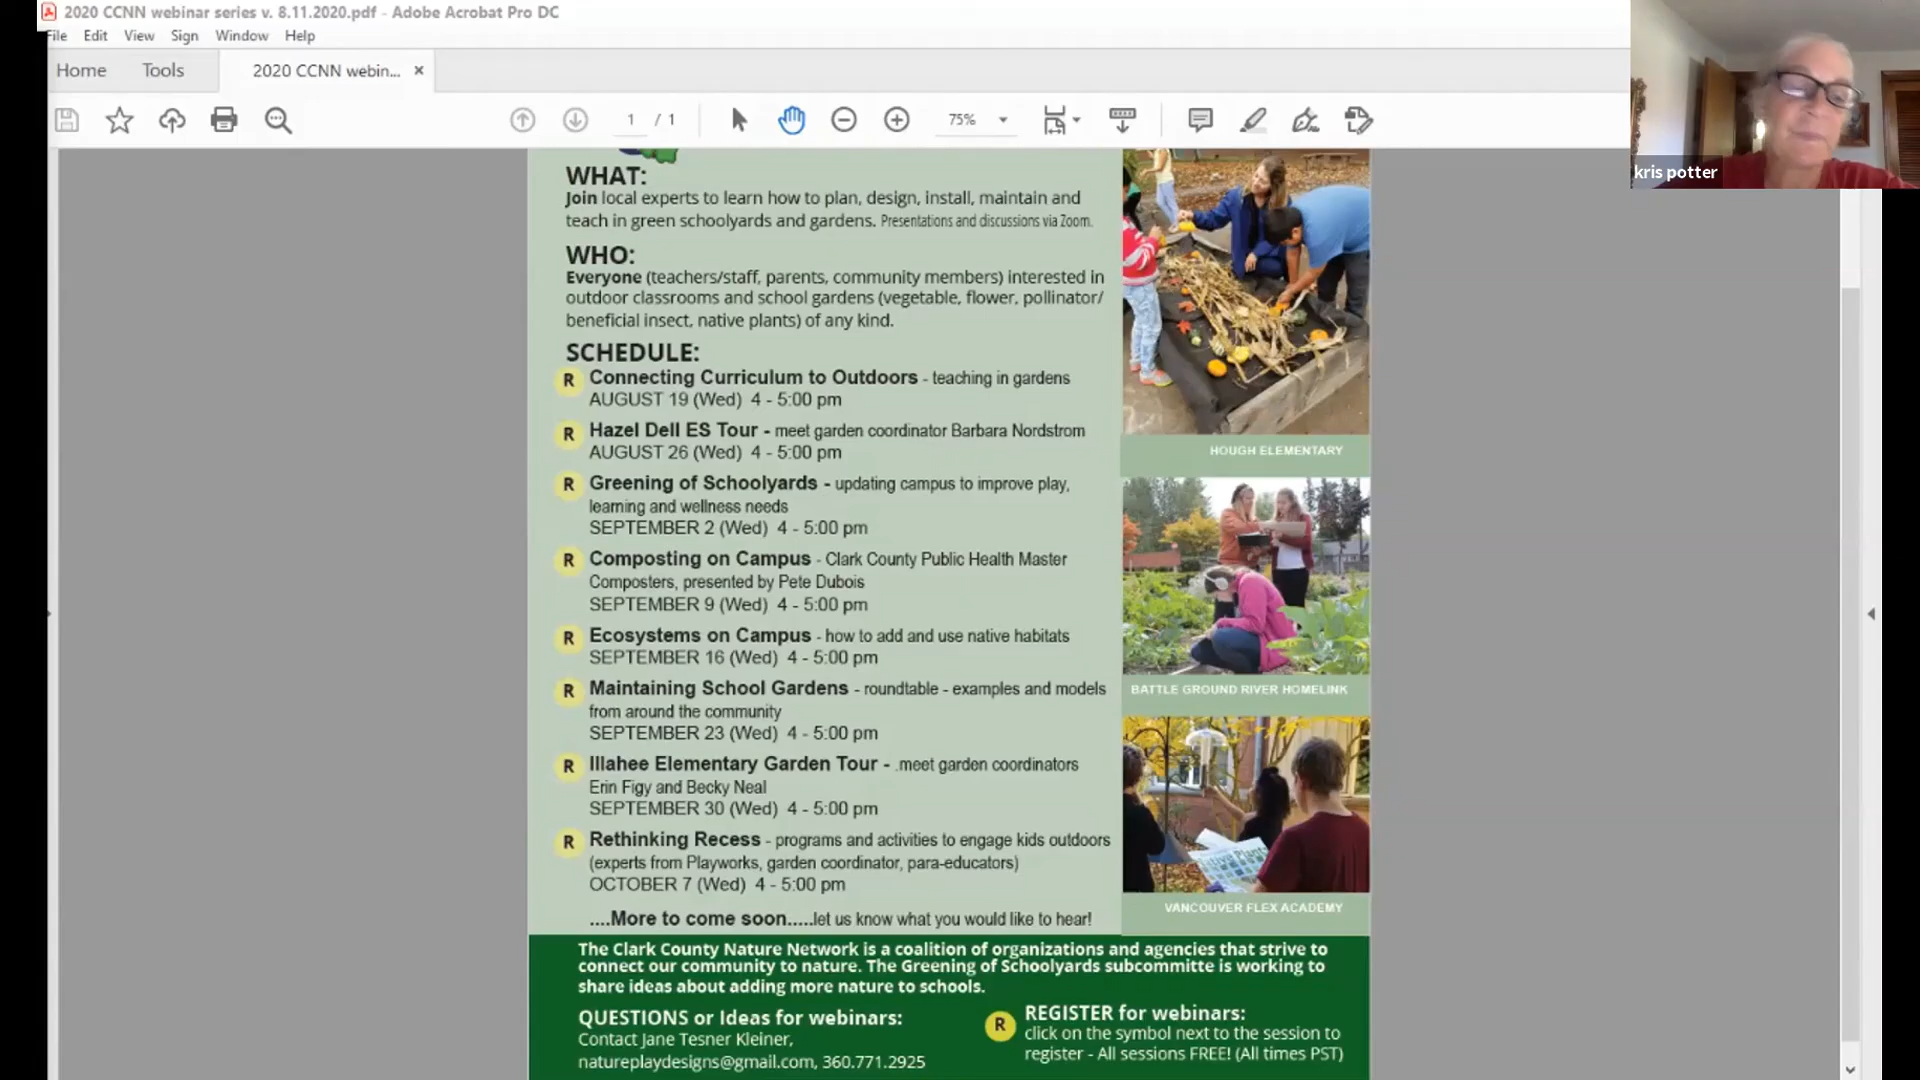 2020 CCNN webinar series v. 8.11.2020.pdf - Adobe Acrobat Pro DC
File Edit View Sign Window Help
Home Tools 2020 CCNN webin... ×
1 / 1 75%
kris potter
WHAT:
Join local experts to learn how to plan, design, install, maintain and
teach in green schoolyards and gardens. Presentations and discussions via Zoom.
WHO:
Everyone (teachers/staff, parents, community members) interested in
outdoor classrooms and school gardens (vegetable, flower, pollinator/
beneficial insect, native plants) of any kind.
SCHEDULE:
R Connecting Curriculum to Outdoors - teaching in gardens
AUGUST 19 (Wed) 4 - 5:00 pm
R Hazel Dell ES Tour - meet garden coordinator Barbara Nordstrom
AUGUST 26 (Wed) 4 - 5:00 pm
R Greening of Schoolyards - updating campus to improve play,
learning and wellness needs
SEPTEMBER 2 (Wed) 4 - 5:00 pm
R Composting on Campus - Clark County Public Health Master
Composters, presented by Pete Dubois
SEPTEMBER 9 (Wed) 4 - 5:00 pm
R Ecosystems on Campus - how to add and use native habitats
SEPTEMBER 16 (Wed) 4 - 5:00 pm
R Maintaining School Gardens - roundtable - examples and models
from around the community
SEPTEMBER 23 (Wed) 4 - 5:00 pm
R Illahee Elementary Garden Tour - .meet garden coordinators
Erin Figy and Becky Neal
SEPTEMBER 30 (Wed) 4 - 5:00 pm
R Rethinking Recess - programs and activities to engage kids outdoors
(experts from Playworks, garden coordinator, para-educators)
OCTOBER 7 (Wed) 4 - 5:00 pm
....More to come soon.....let us know what you would like to hear!
HOUGH ELEMENTARY
BATTLE GROUND RIVER HOMELINK
VANCOUVER FLEX ACADEMY
The Clark County Nature Network is a coalition of organizations and agencies that strive to
connect our community to nature. The Greening of Schoolyards subcommitte is working to
share ideas about adding more nature to schools.
QUESTIONS or Ideas for webinars:
Contact Jane Tesner Kleiner,
natureplaydesigns@gmail.com, 360.771.2925
R REGISTER for webinars:
click on the symbol next to the session to
register - All sessions FREE! (All times PST)